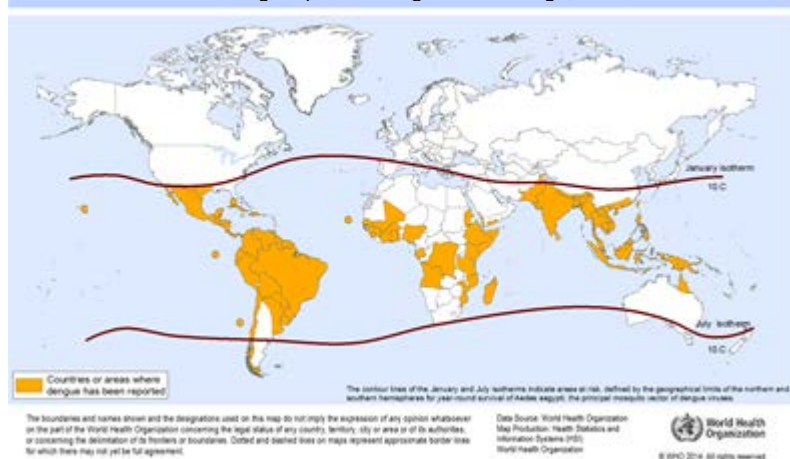 January isotherm
10.C
July isotherm
10.C
Countries or areas where
dengue has been reported
The contour lines of the January and July isotherms indicate areas at risk, defined by the geographical limits of the northern and
southern hemispheres for year-round survival of Aedes aegypti, the principal mosquito vector of dengue viruses.
The boundaries and names shown and the designations used on this map do not imply the expression of any opinion whatsoever
on the part of the World Health Organization concerning the legal status of any country, territory, city or area or of its authorities,
or concerning the delimitation of its frontiers or boundaries. Dotted and dashed lines on maps represent approximate border lines
for which there may not yet be full agreement.
Data Source: World Health Organization
Map Production: Health Statistics and
Information Systems (HSI)
World Health Organization
World Health
Organization
© WHO 2014. All rights reserved.